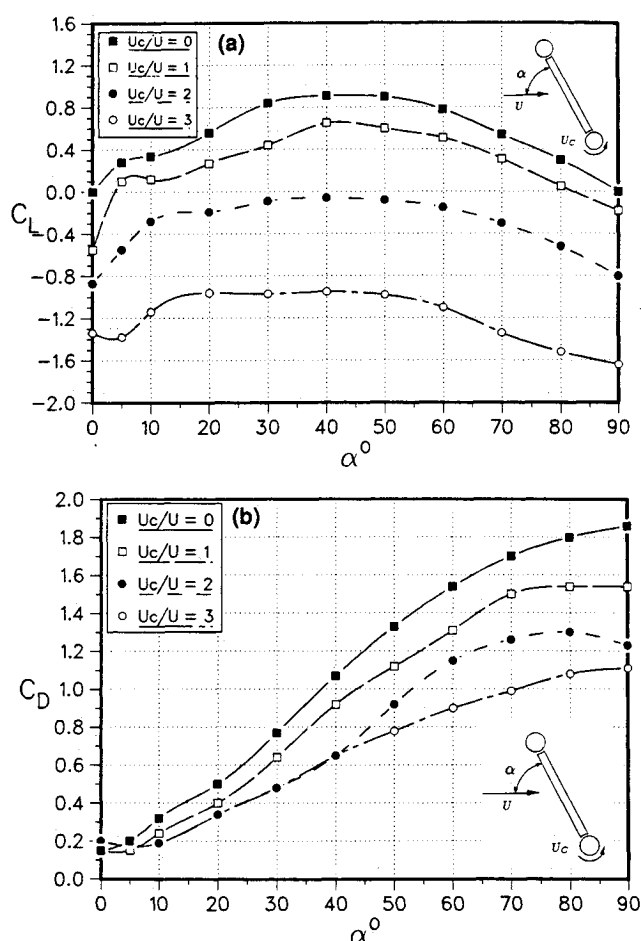 (a)
Uc/U = 0
Uc/U = 1
Uc/U = 2
Uc/U = 3
α
U
Uc
1.6
1.2
0.8
0.4
0.0
−0.4
−0.8
−1.2
−1.6
−2.0
C_L
0 10 20 30 40 50 60 70 80 90
α°
(b)
Uc/U = 0
Uc/U = 1
Uc/U = 2
Uc/U = 3
α
U
Uc
2.0
1.8
1.6
1.4
1.2
1.0
0.8
0.6
0.4
0.2
0.0
C_D
0 10 20 30 40 50 60 70 80 90
α°